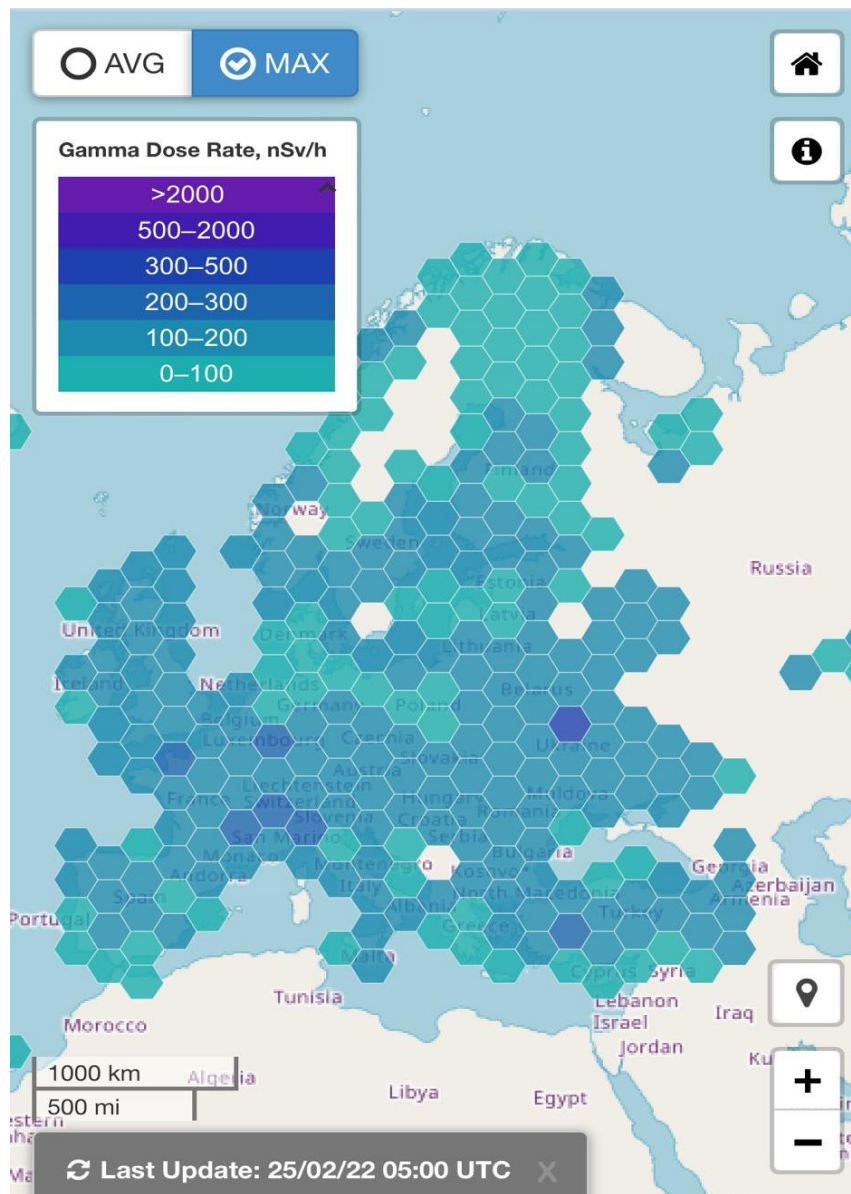 AVG
MAX
Gamma Dose Rate, nSv/h
>2000
500–2000
300–500
200–300
100–200
0–100
Finland
Norway
Sweden
Russia
Estonia
United Kingdom
Denmark
Latvia
Lithuania
Ireland
Netherlands
Belarus
Germany
Poland
Belgium
Luxembourg
Czechia
Ukraine
Slovakia
Austria
Liechtenstein
France
Switzerland
Hungary
Moldova
Slovenia
Croatia
Romania
San Marino
Serbia
Monaco
Bulgaria
Andorra
Montenegro
Kosovo
Georgia
Spain
Italy
North Macedonia
Azerbaijan
Albania
Armenia
Portugal
Greece
Turkey
Malta
Cyprus
Syria
Tunisia
Lebanon
Iraq
Morocco
Israel
Jordan
1000 km
Algeria
Libya
Egypt
500 mi
Last Update: 25/02/22 05:00 UTC X